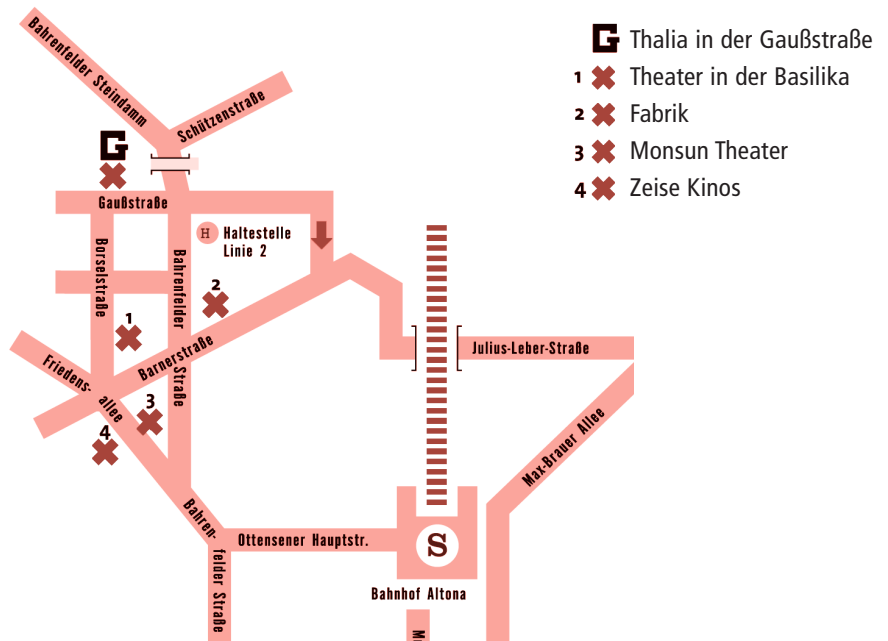 G Thalia in der Gaußstraße
1 Theater in der Basilika
2 Fabrik
3 Monsun Theater
4 Zeise Kinos
Bahrenfelder Steindamm
Schützenstraße
G
Gaußstraße
H Haltestelle
Linie 2
Borselstraße
Bahrenfelder
Straße
2
1
Barnerstraße
Julius-Leber-Straße
Friedens-
allee
3
4
Max-Brauer Allee
Bahren-
felder Straße
Ottensener Hauptstr.
S
Bahnhof Altona